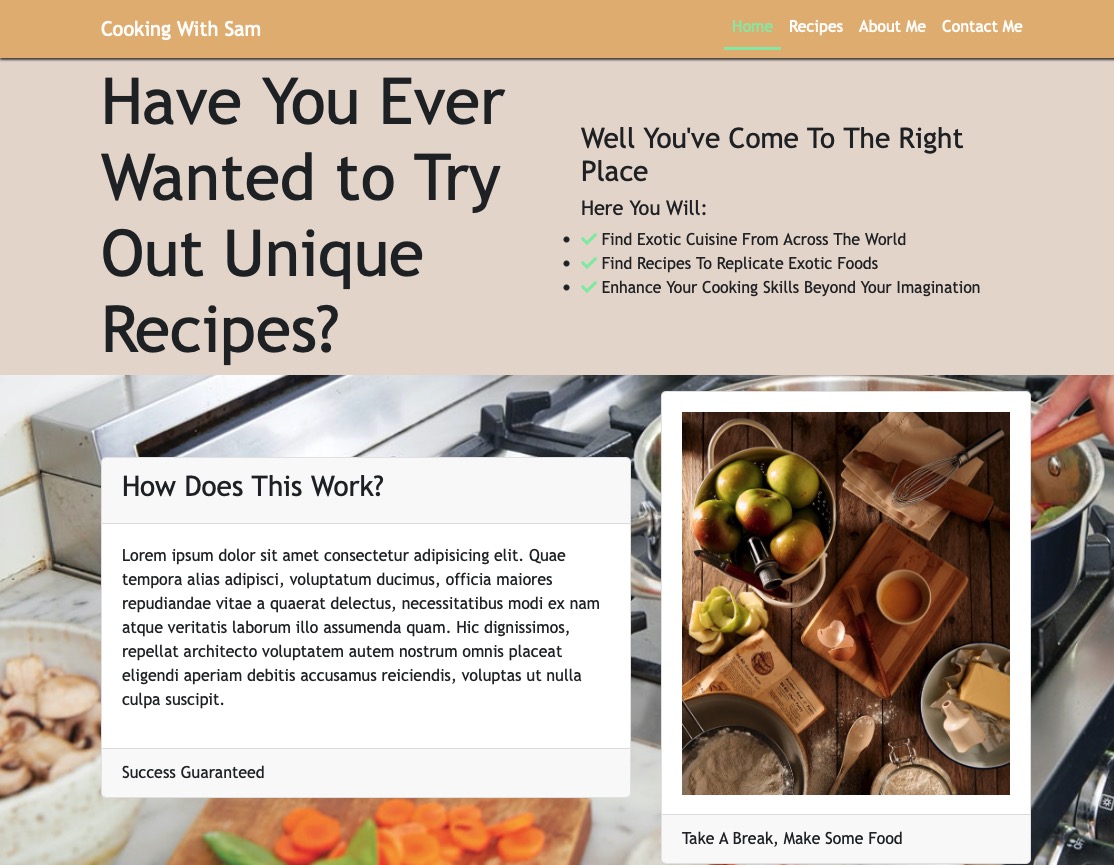 Cooking With Sam
Home Recipes About Me Contact Me
Have You Ever
Wanted to Try
Out Unique
Recipes?
Well You've Come To The Right
Place
Here You Will:
Find Exotic Cuisine From Across The World
Find Recipes To Replicate Exotic Foods
Enhance Your Cooking Skills Beyond Your Imagination
How Does This Work?
Lorem ipsum dolor sit amet consectetur adipisicing elit. Quae
tempora alias adipisci, voluptatum ducimus, officia maiores
repudiandae vitae a quaerat delectus, necessitatibus modi ex nam
atque veritatis laborum illo assumenda quam. Hic dignissimos,
repellat architecto voluptatem autem nostrum omnis placeat
eligendi aperiam debitis accusamus reiciendis, voluptas ut nulla
culpa suscipit.
Success Guaranteed
Take A Break, Make Some Food